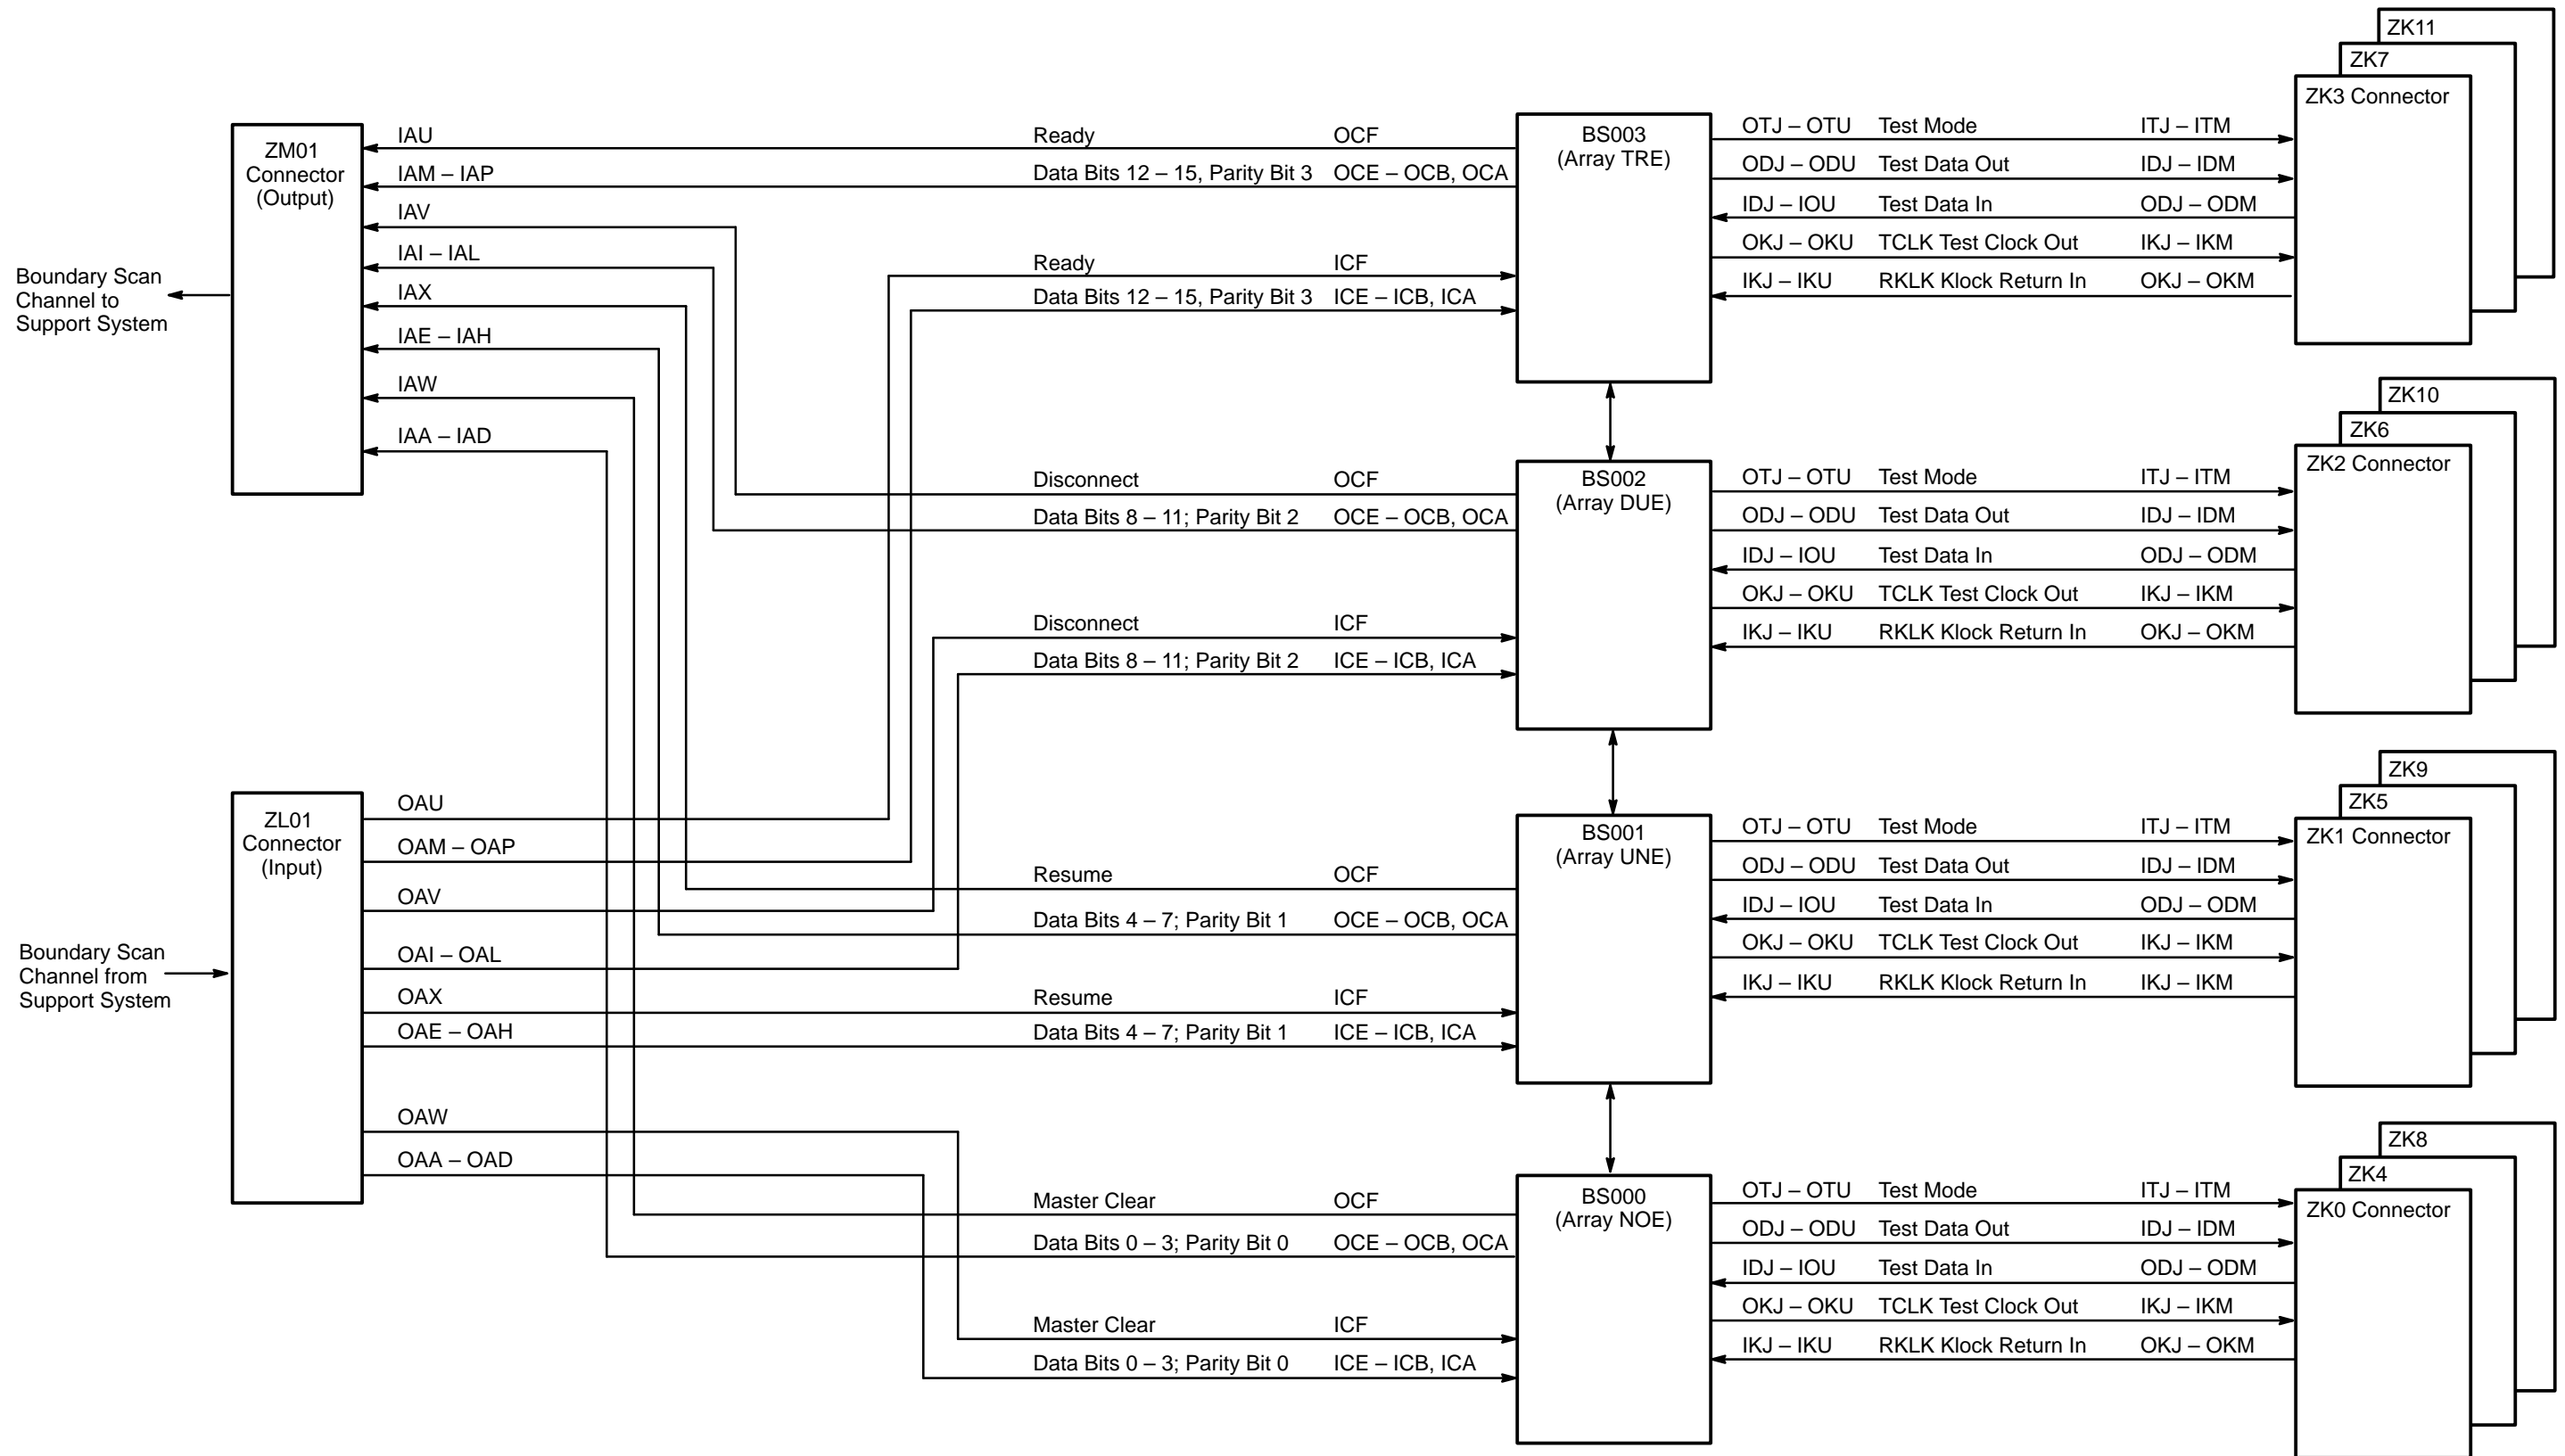 Boundary Scan
Channel to
Support System
ZM01
Connector
(Output)
IAU
IAM – IAP
IAV
IAI – IAL
IAX
IAE – IAH
IAW
IAA – IAD
Boundary Scan
Channel from
Support System
ZL01
Connector
(Input)
OAU
OAM – OAP
OAV
OAI – OAL
OAX
OAE – OAH
OAW
OAA – OAD
Ready OCF
Data Bits 12 – 15, Parity Bit 3 OCE – OCB, OCA
Ready ICF
Data Bits 12 – 15, Parity Bit 3 ICE – ICB, ICA
BS003
(Array TRE)
OTJ – OTU Test Mode ITJ – ITM
ODJ – ODU Test Data Out IDJ – IDM
IDJ – IOU Test Data In ODJ – ODM
OKJ – OKU TCLK Test Clock Out IKJ – IKM
IKJ – IKU RKLK Klock Return In OKJ – OKM
ZK11
ZK7
ZK3 Connector
Disconnect OCF
Data Bits 8 – 11; Parity Bit 2 OCE – OCB, OCA
Disconnect ICF
Data Bits 8 – 11; Parity Bit 2 ICE – ICB, ICA
BS002
(Array DUE)
OTJ – OTU Test Mode ITJ – ITM
ODJ – ODU Test Data Out IDJ – IDM
IDJ – IOU Test Data In ODJ – ODM
OKJ – OKU TCLK Test Clock Out IKJ – IKM
IKJ – IKU RKLK Klock Return In OKJ – OKM
ZK10
ZK6
ZK2 Connector
Resume OCF
Data Bits 4 – 7; Parity Bit 1 OCE – OCB, OCA
Resume ICF
Data Bits 4 – 7; Parity Bit 1 ICE – ICB, ICA
BS001
(Array UNE)
OTJ – OTU Test Mode ITJ – ITM
ODJ – ODU Test Data Out IDJ – IDM
IDJ – IOU Test Data In ODJ – ODM
OKJ – OKU TCLK Test Clock Out IKJ – IKM
IKJ – IKU RKLK Klock Return In IKJ – IKM
ZK9
ZK5
ZK1 Connector
Master Clear OCF
Data Bits 0 – 3; Parity Bit 0 OCE – OCB, OCA
Master Clear ICF
Data Bits 0 – 3; Parity Bit 0 ICE – ICB, ICA
BS000
(Array NOE)
OTJ – OTU Test Mode ITJ – ITM
ODJ – ODU Test Data Out IDJ – IDM
IDJ – IOU Test Data In ODJ – ODM
OKJ – OKU TCLK Test Clock Out IKJ – IKM
IKJ – IKU RKLK Klock Return In OKJ – OKM
ZK8
ZK4
ZK0 Connector